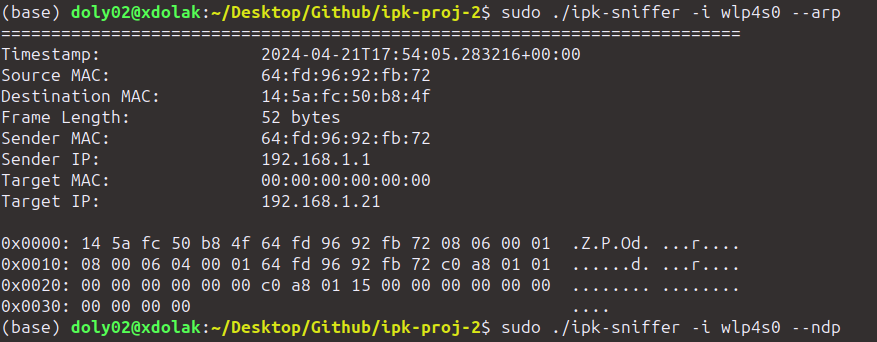 (base) doly02@xdolak:~/Desktop/Github/ipk-proj-2$ sudo ./ipk-sniffer -i wlp4s0 --arp
==========================================================================
Timestamp:                2024-04-21T17:54:05.283216+00:00
Source MAC:               64:fd:96:92:fb:72
Destination MAC:          14:5a:fc:50:b8:4f
Frame Length:             52 bytes
Sender MAC:               64:fd:96:92:fb:72
Sender IP:                192.168.1.1
Target MAC:               00:00:00:00:00:00
Target IP:                192.168.1.21
0x0000: 14 5a fc 50 b8 4f 64 fd 96 92 fb 72 08 06 00 01  .Z.P.Od. ...r....
0x0010: 08 00 06 04 00 01 64 fd 96 92 fb 72 c0 a8 01 01  ......d. ...r....
0x0020: 00 00 00 00 00 00 c0 a8 01 15 00 00 00 00 00 00  ........ ........
0x0030: 00 00 00 00                                      ....
(base) doly02@xdolak:~/Desktop/Github/ipk-proj-2$ sudo ./ipk-sniffer -i wlp4s0 --ndp